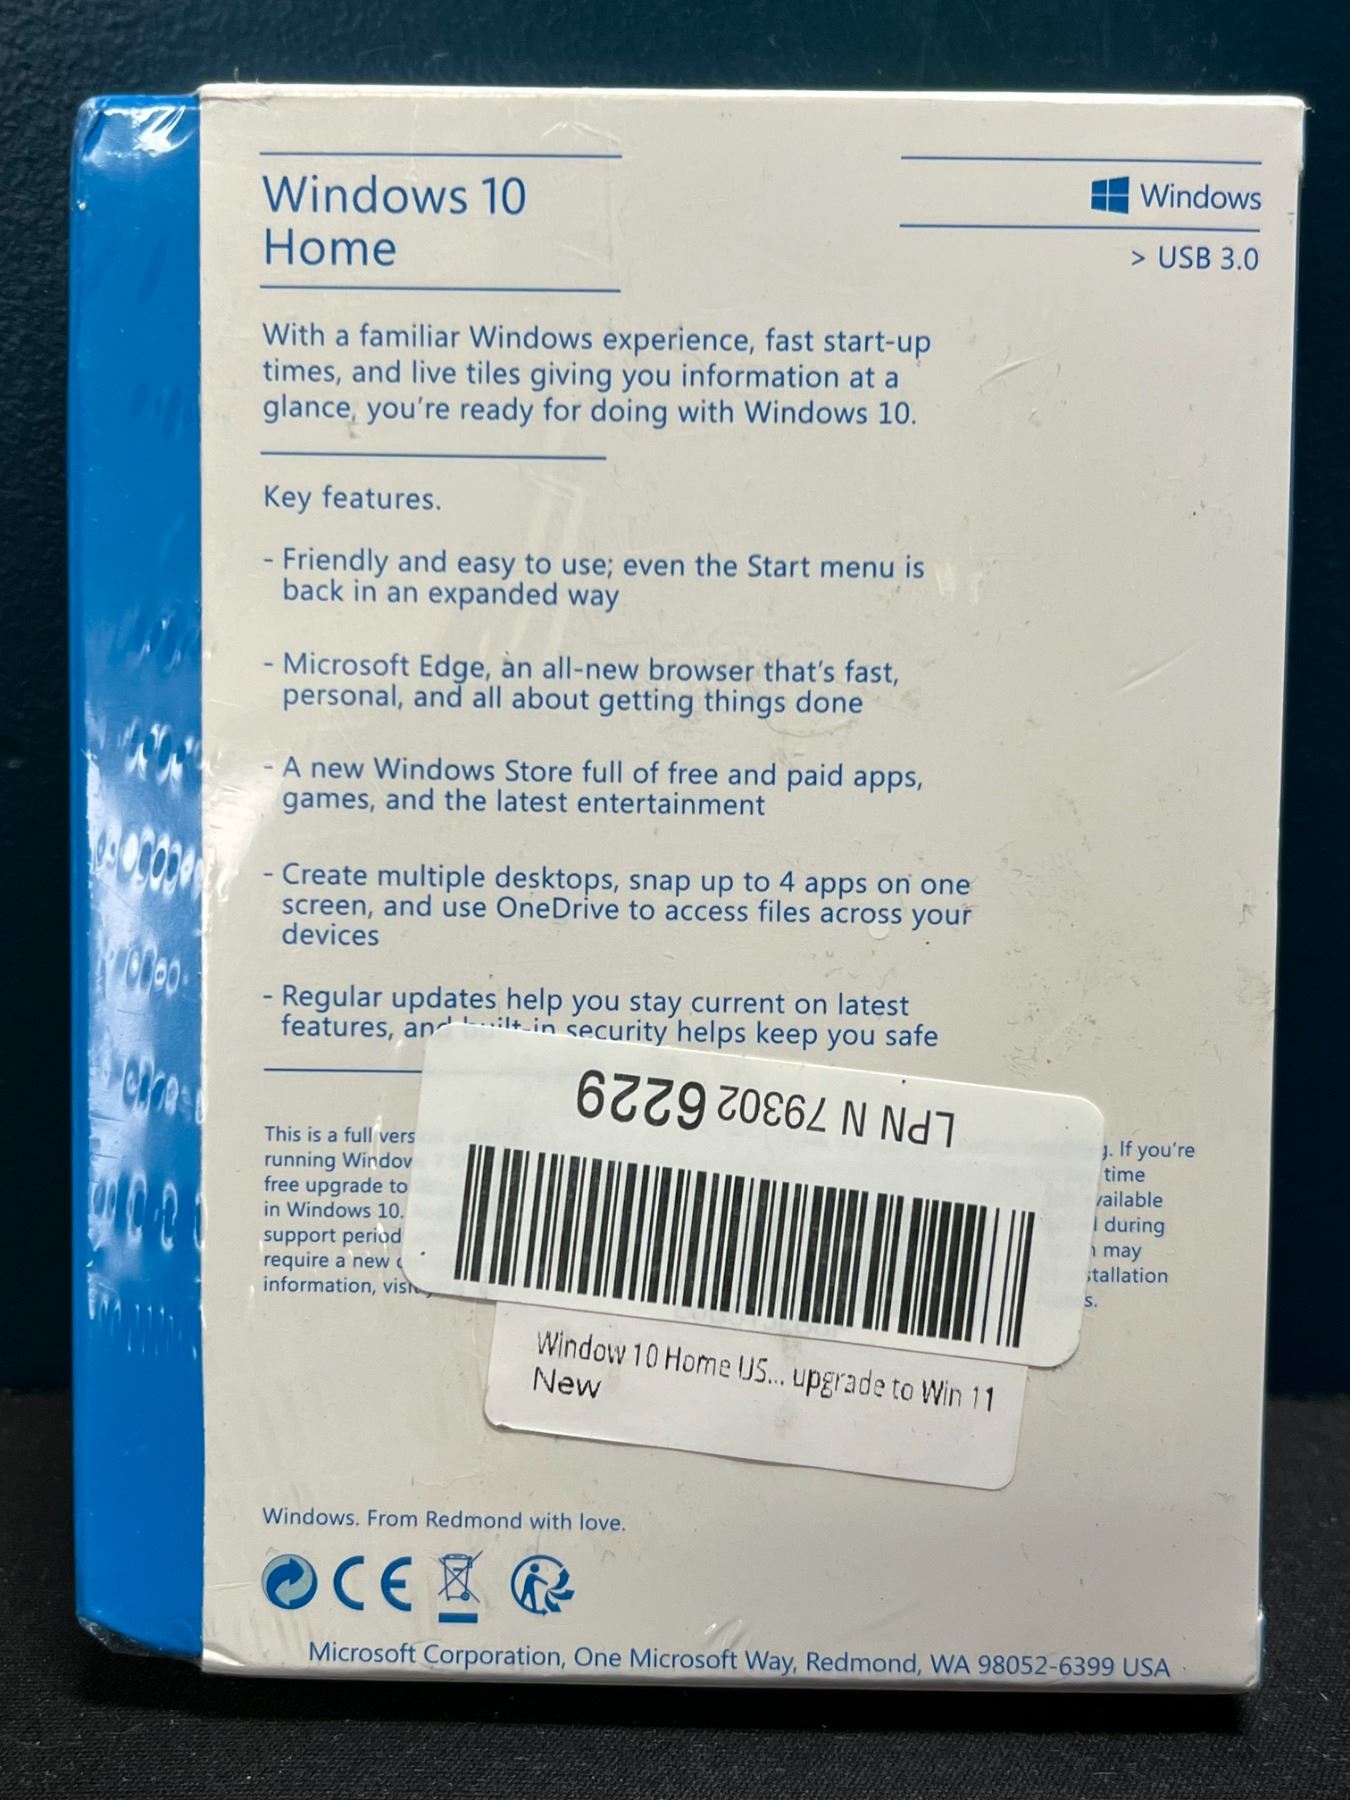 Windows 10
Home
Windows
> USB 3.0
With a familiar Windows experience, fast start-up
times, and live tiles giving you information at a
glance, you're ready for doing with Windows 10.
Key features.
- Friendly and easy to use; even the Start menu is
back in an expanded way
- Microsoft Edge, an all-new browser that's fast,
personal, and all about getting things done
- A new Windows Store full of free and paid apps,
games, and the latest entertainment
- Create multiple desktops, snap up to 4 apps on one
screen, and use OneDrive to access files across your
devices
- Regular updates help you stay current on latest
features, and built-in security helps keep you safe
LPN N 79302 6229
This is a full
. If you're
running
time
free upgrade to
in Windows 10.
during
support period
may
require a new
information,
Window 10 Home US... upgrade to Win 11
New
Windows. From Redmond with love.
CE
Microsoft Corporation, One Microsoft Way, Redmond, WA 98052-6399 USA